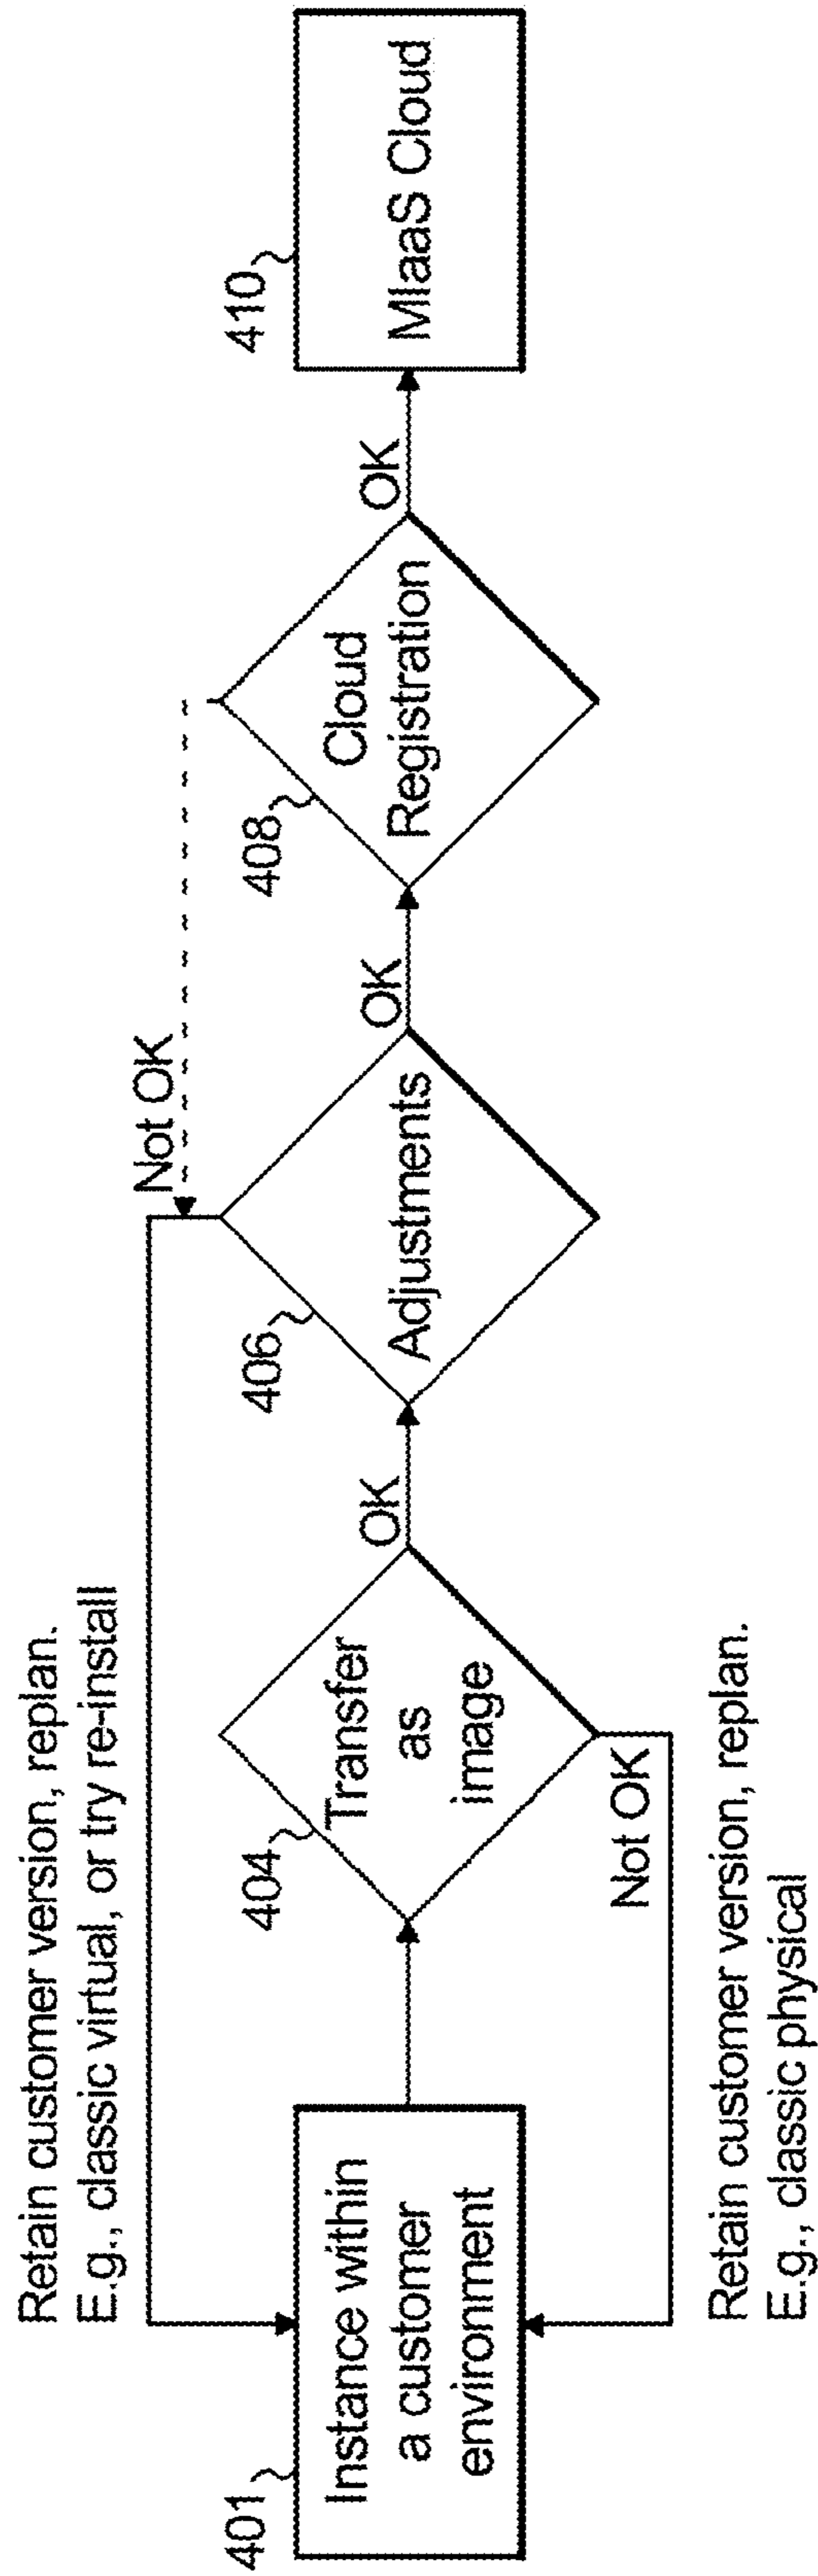 Retain customer version, replan.
E.g., classic virtual, or try re-install
Not OK
401
Instance within
a customer
environment
404
Transfer
as
image
OK
406
Adjustments
OK
408
Cloud
Registration
OK
410
MIaaS Cloud
Not OK
Retain customer version, replan.
E.g., classic physical